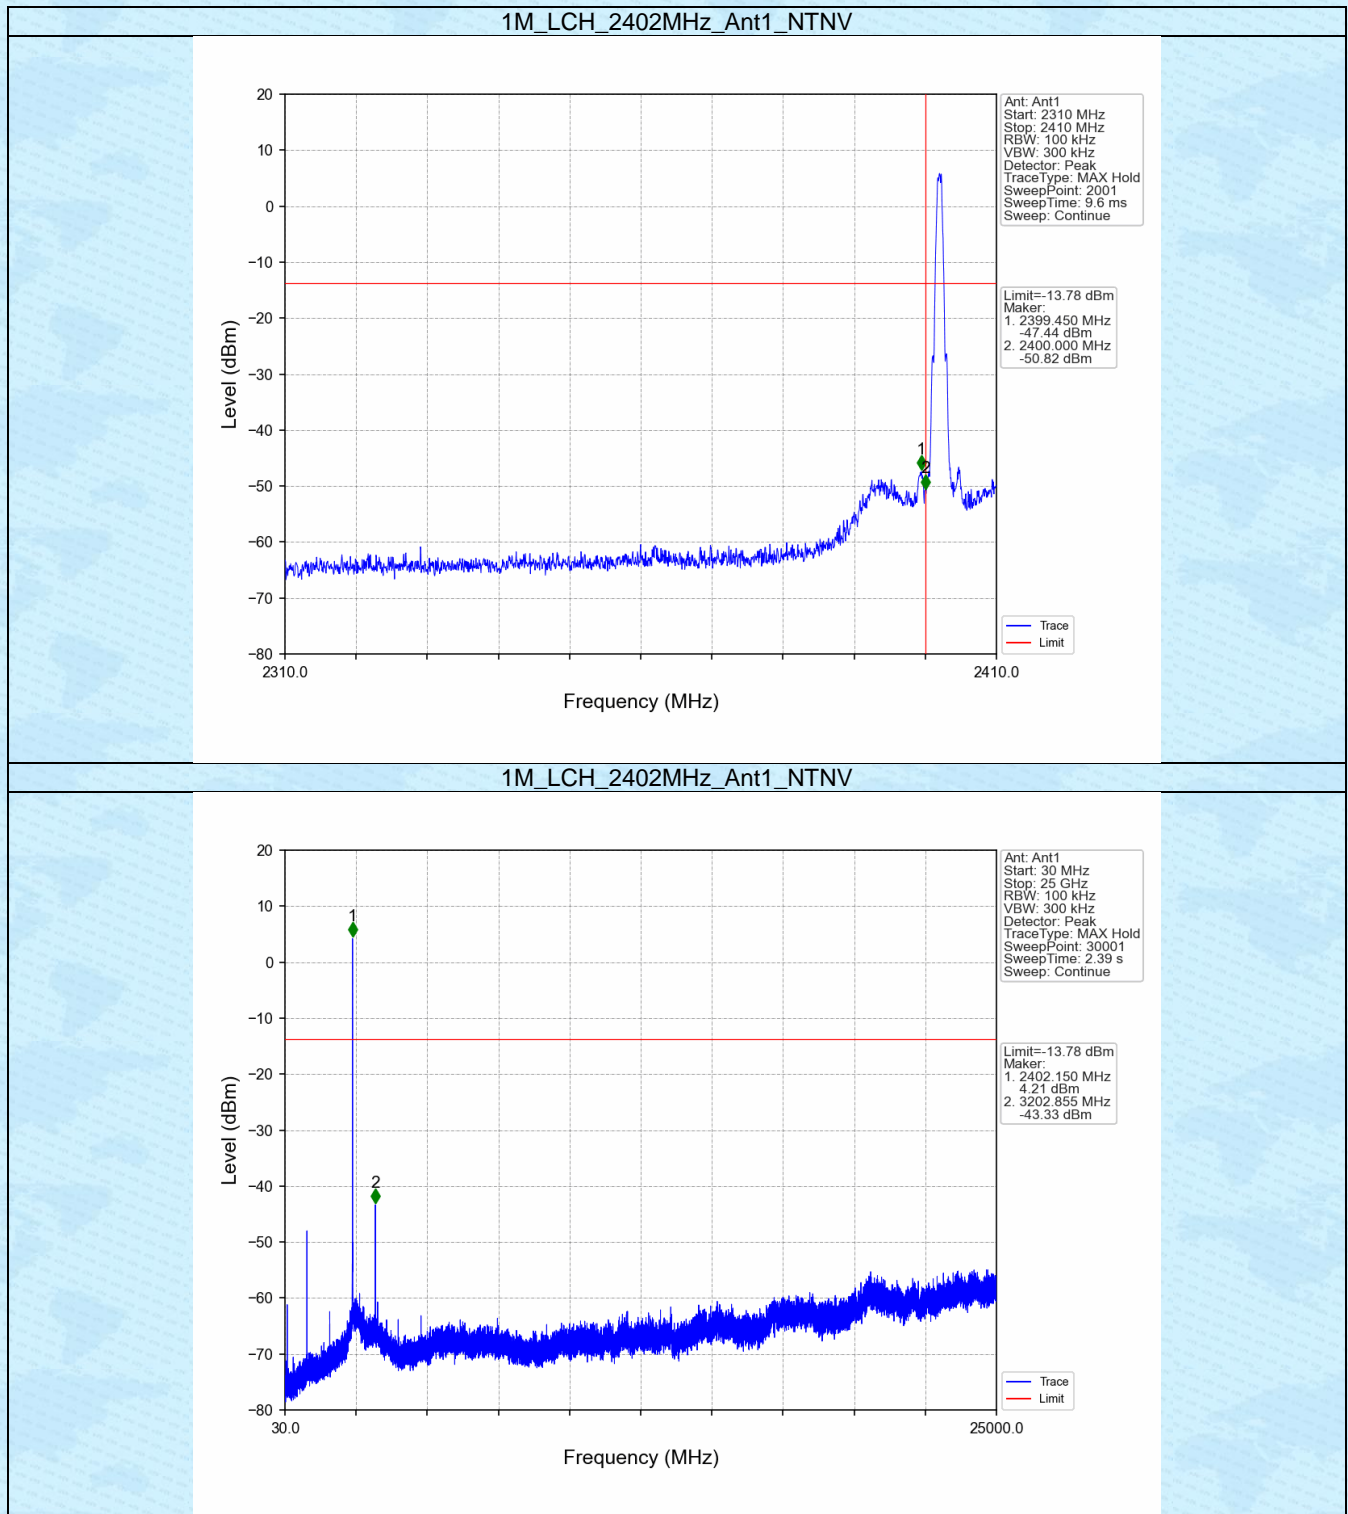 1M_LCH_2402MHz_Ant1_NTNV
20
10
0
−10
−20
−30
−40
−50
−60
−70
−80
Level (dBm)
1
2
2310.0
2410.0
Frequency (MHz)
Ant: Ant1
Start: 2310 MHz
Stop: 2410 MHz
RBW: 100 kHz
VBW: 300 kHz
Detector: Peak
TraceType: MAX Hold
SweepPoint: 2001
SweepTime: 9.6 ms
Sweep: Continue
Limit=-13.78 dBm
Maker:
1. 2399.450 MHz
-47.44 dBm
2. 2400.000 MHz
-50.82 dBm
Trace
Limit
1M_LCH_2402MHz_Ant1_NTNV
20
10
0
−10
−20
−30
−40
−50
−60
−70
−80
Level (dBm)
1
2
30.0
25000.0
Frequency (MHz)
Ant: Ant1
Start: 30 MHz
Stop: 25 GHz
RBW: 100 kHz
VBW: 300 kHz
Detector: Peak
TraceType: MAX Hold
SweepPoint: 30001
SweepTime: 2.39 s
Sweep: Continue
Limit=-13.78 dBm
Maker:
1. 2402.150 MHz
4.21 dBm
2. 3202.855 MHz
-43.33 dBm
Trace
Limit